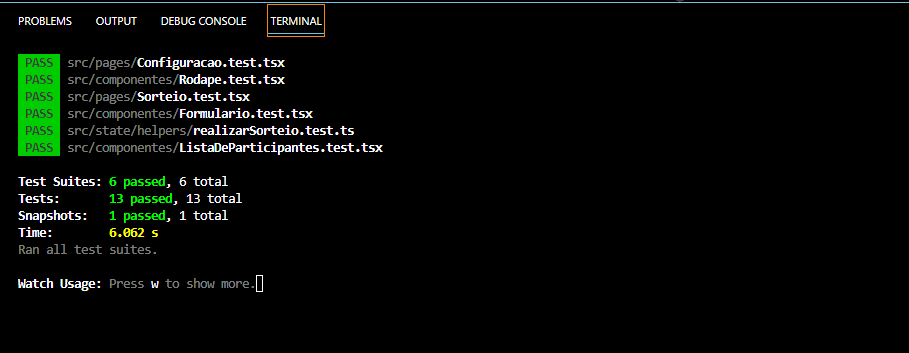 PROBLEMS OUTPUT DEBUG CONSOLE TERMINAL
PASS src/pages/Configuracao.test.tsx
PASS src/componentes/Rodape.test.tsx
PASS src/pages/Sorteio.test.tsx
PASS src/componentes/Formulario.test.tsx
PASS src/state/helpers/realizarSorteio.test.ts
PASS src/componentes/ListaDeParticipantes.test.tsx
Test Suites: 6 passed, 6 total
Tests: 13 passed, 13 total
Snapshots: 1 passed, 1 total
Time: 6.062 s
Ran all test suites.
Watch Usage: Press w to show more.